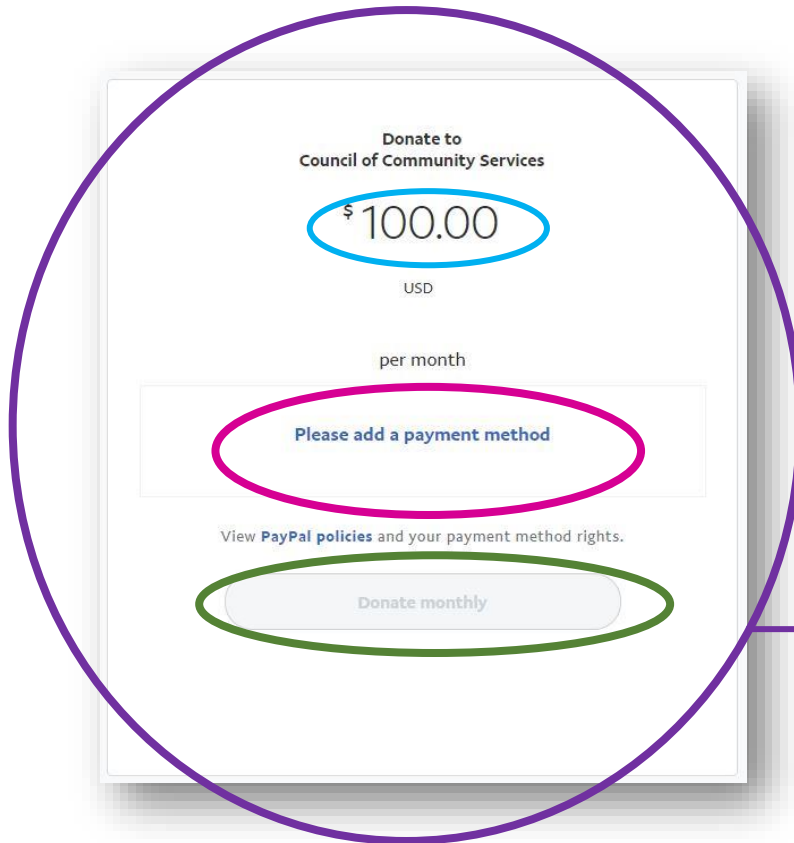 Donate to
Council of Community Services
$100.00
USD
per month
Please add a payment method
View PayPal policies and your payment method rights.
Donate monthly